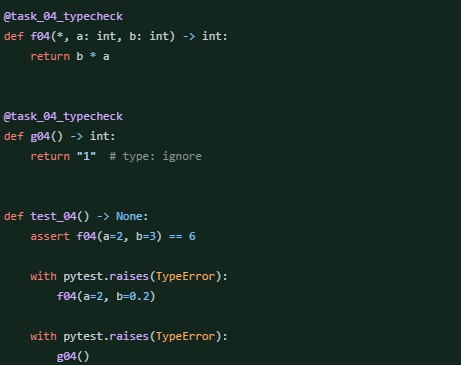 @task_04_typecheck
def f04(*, a: int, b: int) -> int:
    return b * a
@task_04_typecheck
def g04() -> int:
    return "1"  # type: ignore
def test_04() -> None:
    assert f04(a=2, b=3) == 6
    with pytest.raises(TypeError):
        f04(a=2, b=0.2)
    with pytest.raises(TypeError):
        g04()